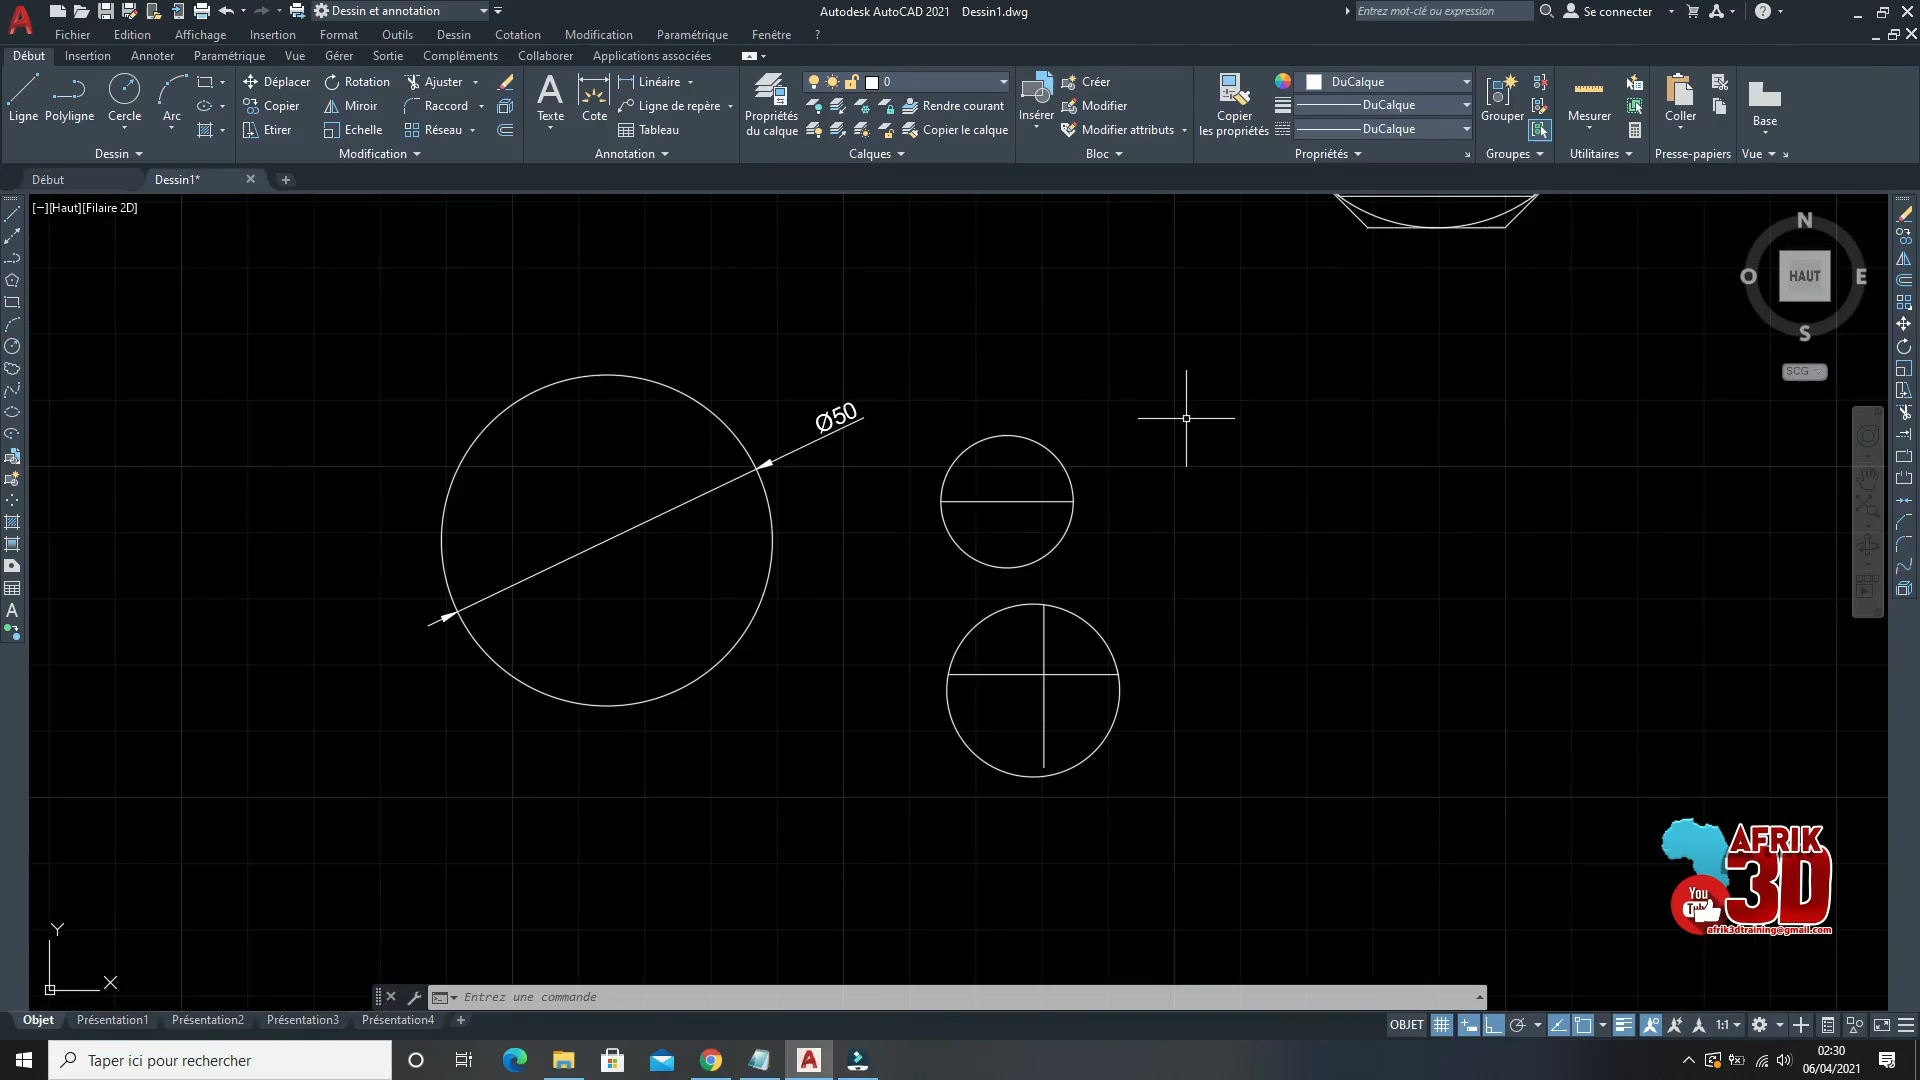 Dessin et annotation
Autodesk AutoCAD 2021 Dessin1.dwg
Entrez mot-clé ou expression
Se connecter
Fichier Edition Affichage Insertion Format Outils Dessin Cotation Modification Paramétrique Fenêtre ?
Début Insertion Annoter Paramétrique Vue Gérer Sortie Compléments Collaborer Applications associées
Ligne Polyligne Cercle Arc
Déplacer Rotation Ajuster
Copier Miroir Raccord
Etirer Echelle Réseau
Texte Cote
Linéaire
Ligne de repère
Tableau
Propriétés
du calque
0
Rendre courant
Copier le calque
Insérer
Créer
Modifier
Modifier attributs
Copier
les propriétés
DuCalque
DuCalque
DuCalque
Grouper
Mesurer
Coller
Base
Dessin Modification Annotation Calques Bloc Propriétés Groupes Utilitaires Presse-papiers Vue
Début Dessin1*
[−][Haut][Filaire 2D]
N
O HAUT E
S
SCG
Ø50
AFRIK
3D
You
Tube
afrik3dtraining@gmail.com
Y
X
Entrez une commande
Objet Présentation1 Présentation2 Présentation3 Présentation4 +
OBJET 1:1
Taper ici pour rechercher
02:30
06/04/2021